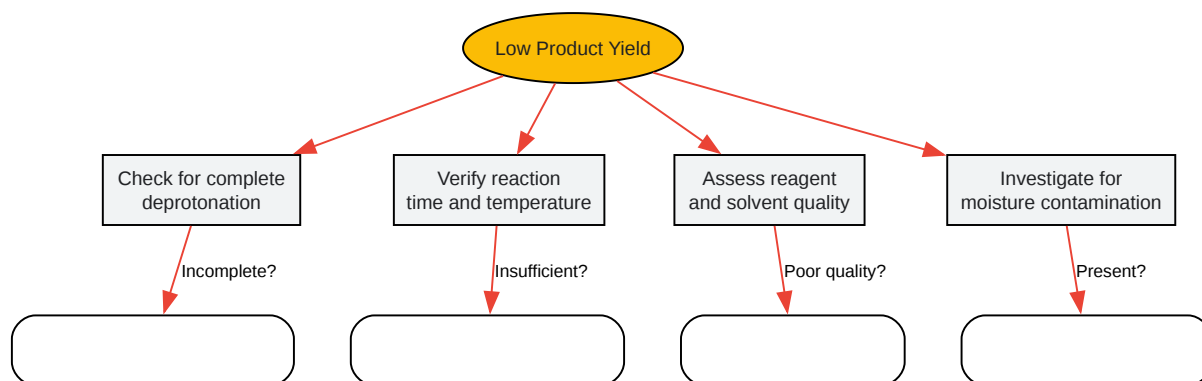 Low Product Yield
Check for complete
deprotonation
Verify reaction
time and temperature
Assess reagent
and solvent quality
Investigate for
moisture contamination
Incomplete?
Insufficient?
Poor quality?
Present?